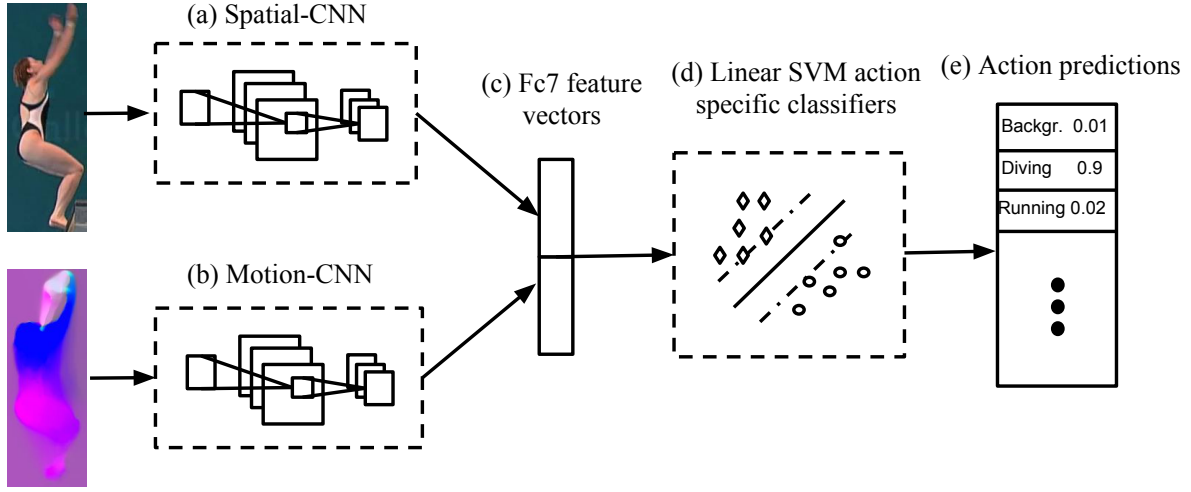 (a) Spatial-CNN
(b) Motion-CNN
(c) Fc7 feature
vectors
(d) Linear SVM action
specific classifiers
(e) Action predictions
Backgr. 0.01
Diving 0.9
Running 0.02